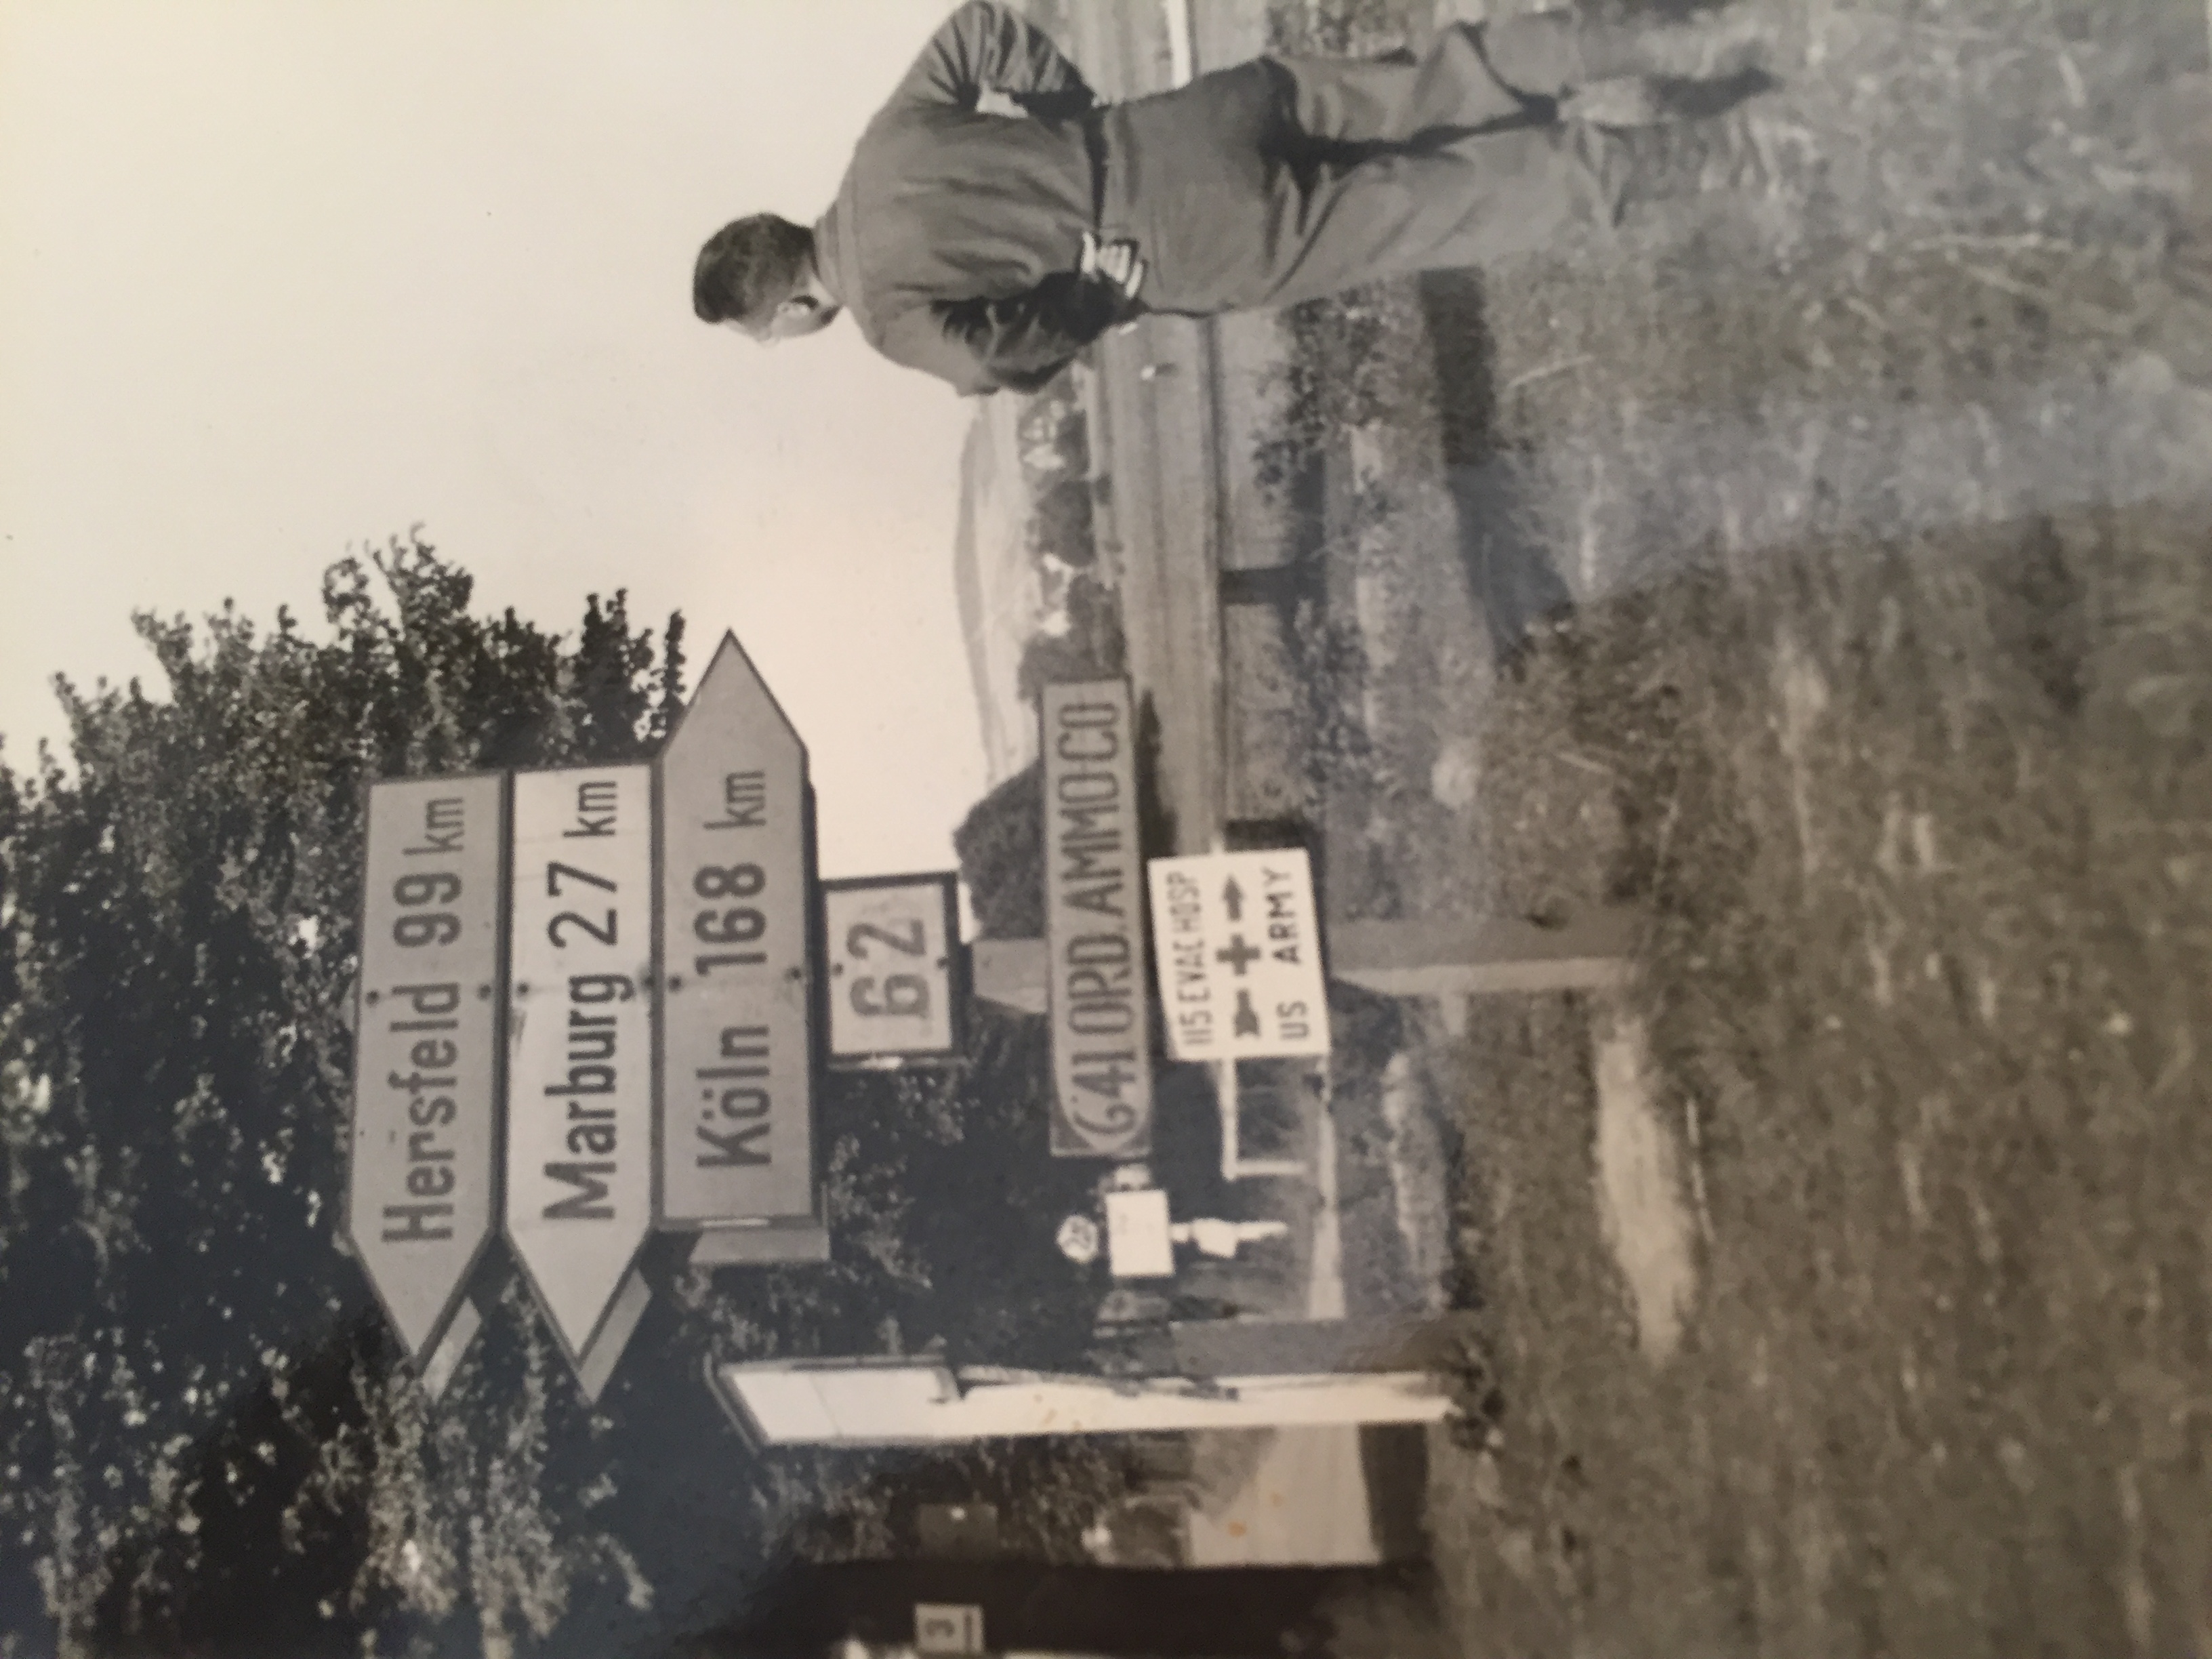 Hersfeld 99 km
Marburg 27 km
Köln 168 km
62
641 ORD. AMMO CO
115 EVAC HOSP
US ARMY
3